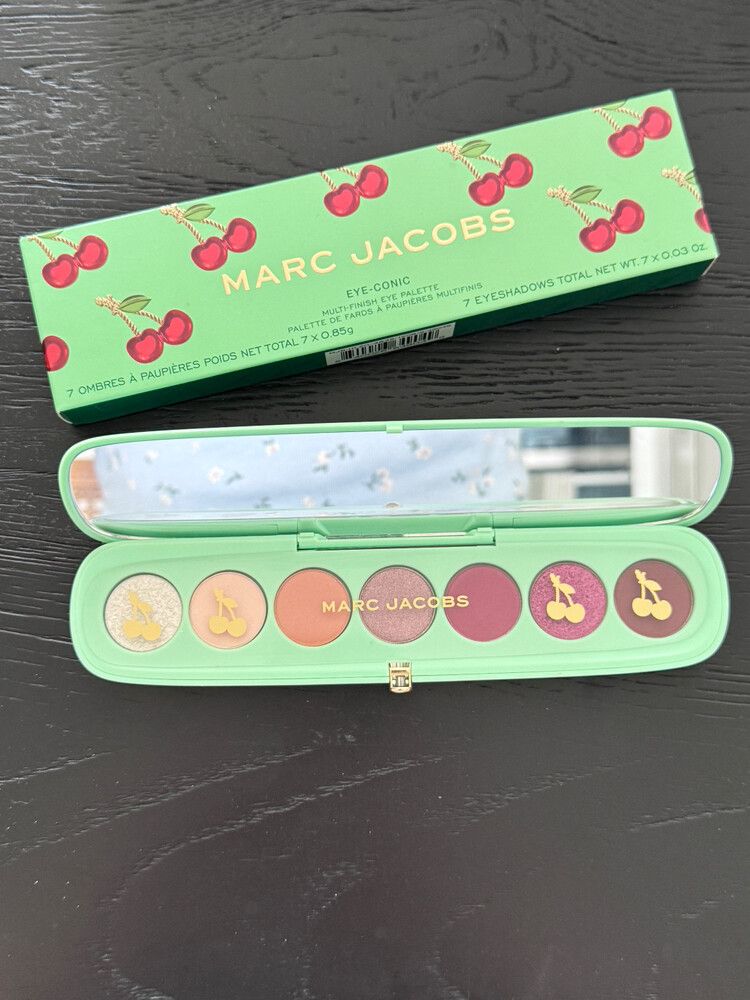 MARC JACOBS
EYE-CONIC
MULTI-FINISH EYE PALETTE
PALETTE DE FARDS À PAUPIÈRES MULTIFINIS
7 OMBRES À PAUPIÈRES POIDS NET TOTAL 7 X 0.85g
7 EYESHADOWS TOTAL NET WT. 7 X 0.03 OZ.
MARC JACOBS